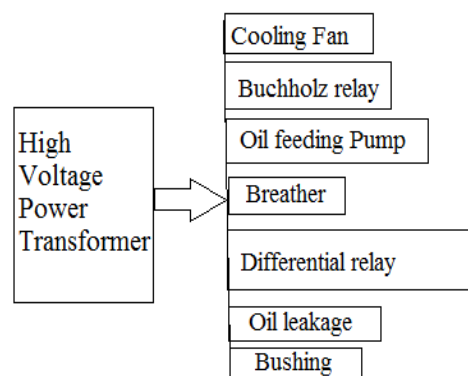 Cooling Fan
Buchholz relay
Oil feeding Pump
High
Voltage
Power
Transformer
Breather
Differential relay
Oil leakage
Bushing